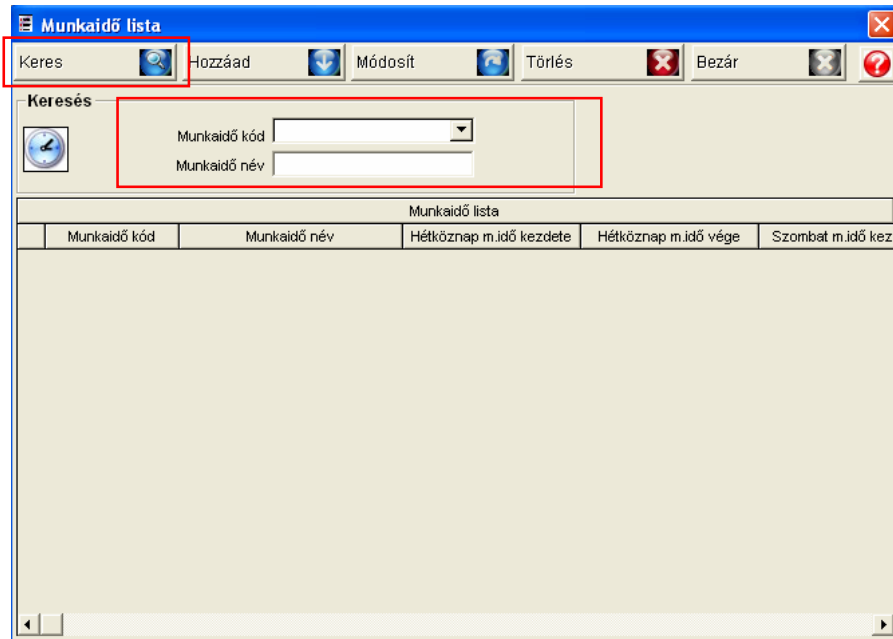 Munkaidő lista
Keres Hozzáad Módosít Törlés Bezár
Keresés
Munkaidő kód
Munkaidő név
Munkaidő lista
Munkaidő kód Munkaidő név Hétköznap m.idő kezdete Hétköznap m.idő vége Szombat m.idő kez